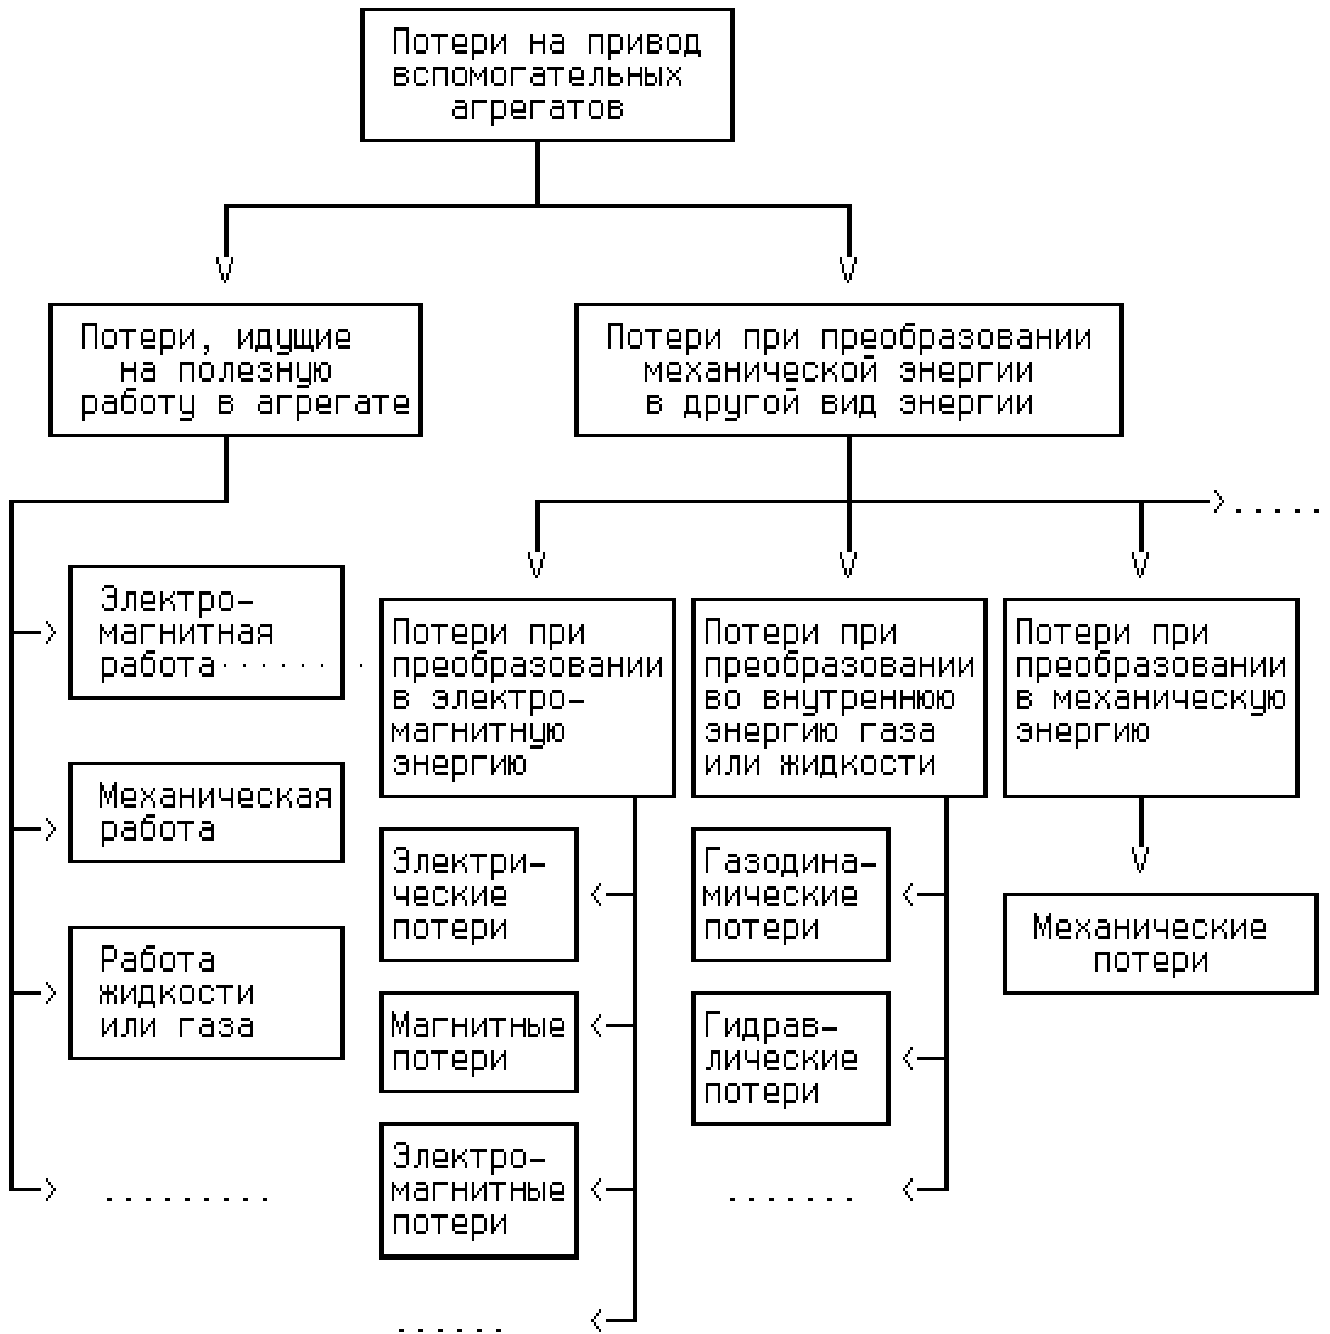 Потери на привод
вспомогательных
агрегатов
Потери, идущие
на полезную
работу в агрегате
Потери при преобразовании
механической энергии
в другой вид энергии
.....
Электро-
магнитная
работа........
Механическая
работа
Работа
жидкости
или газа
.........
Потери при
преобразовании
в электро-
магнитную
энергию
Электри-
ческие
потери
Магнитные
потери
Электро-
магнитные
потери
......
Потери при
преобразовании
во внутреннюю
энергию газа
или жидкости
Газодина-
мические
потери
Гидрав-
лические
потери
.......
Потери при
преобразовании
в механическую
энергию
Механические
потери